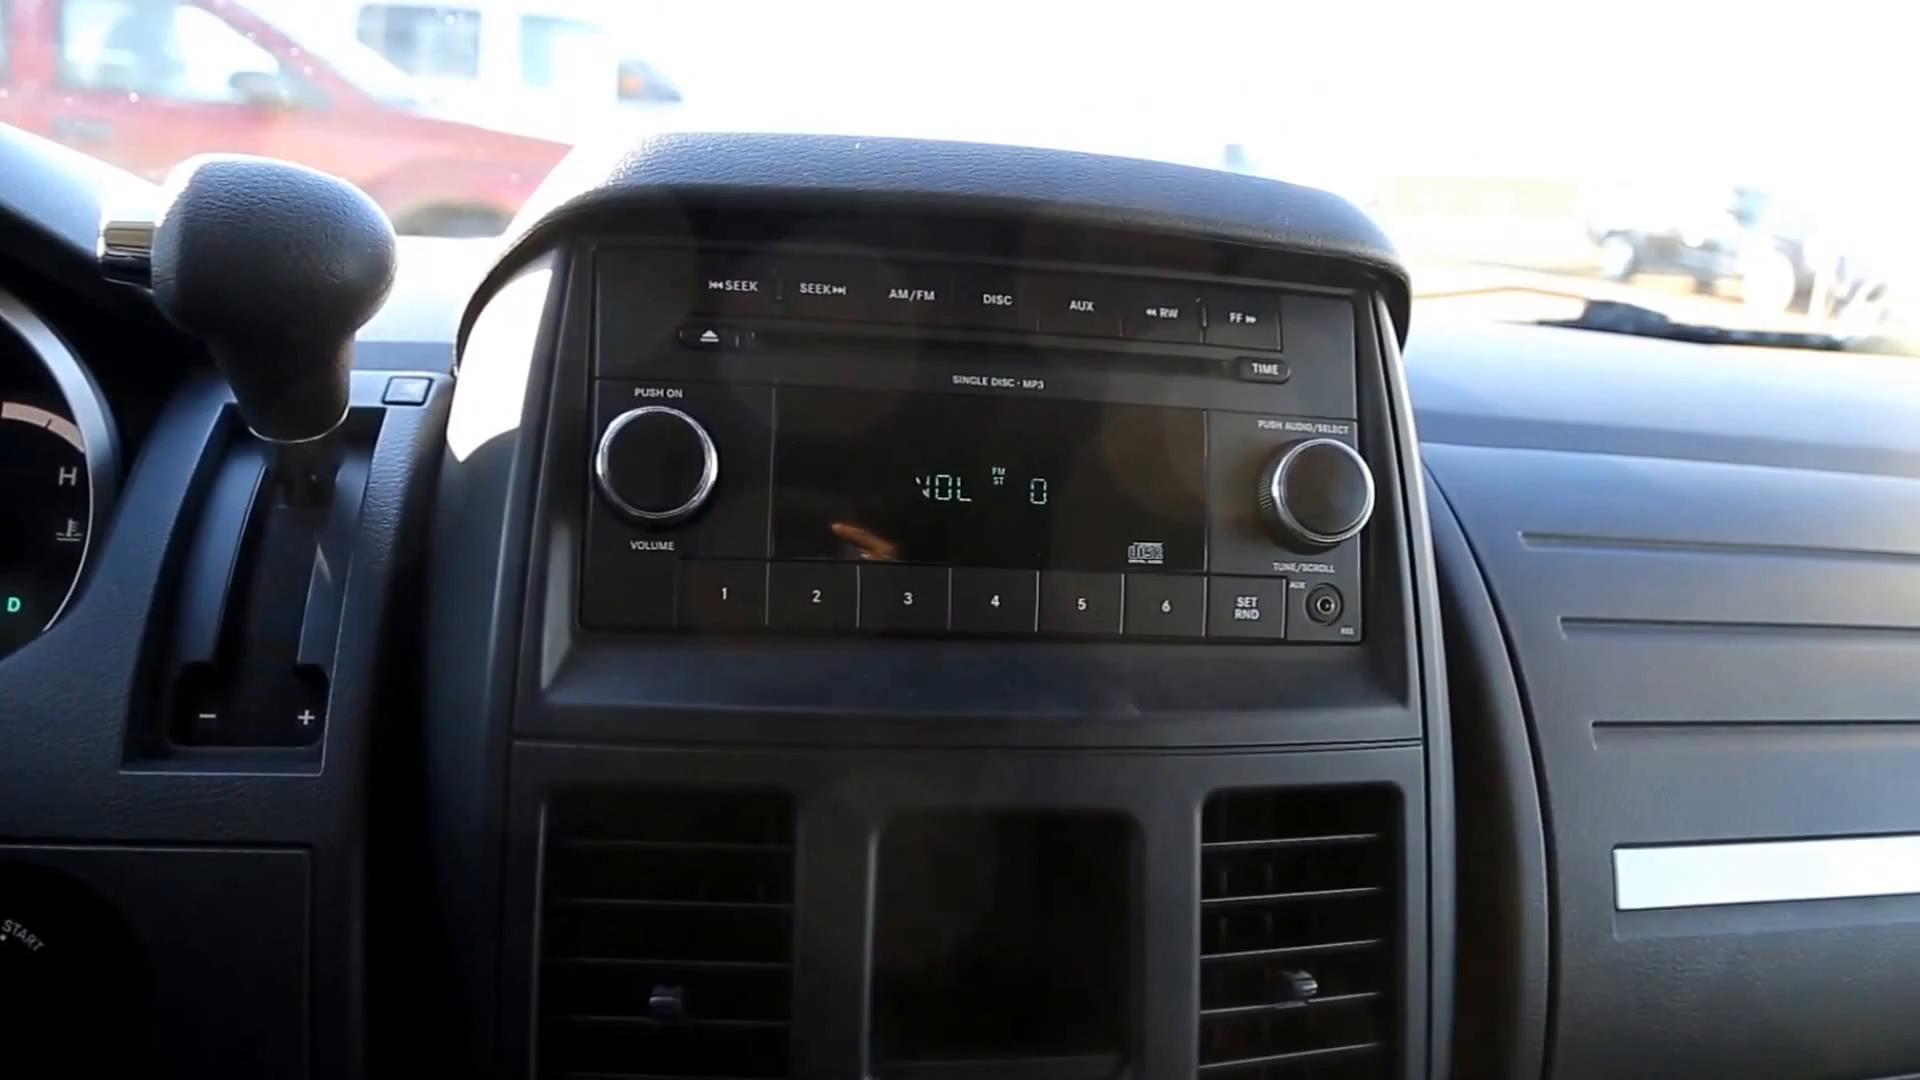 SEEK
SEEK
AM/FM
DISC
AUX
RW
FF
TIME
SINGLE DISC · MP3
PUSH ON
PUSH AUDIO/SELECT
H
VOL FM ST 0
VOLUME
disc
TUNE/SCROLL
AUX
1
2
3
4
5
6
SET
RND
D
- +
START